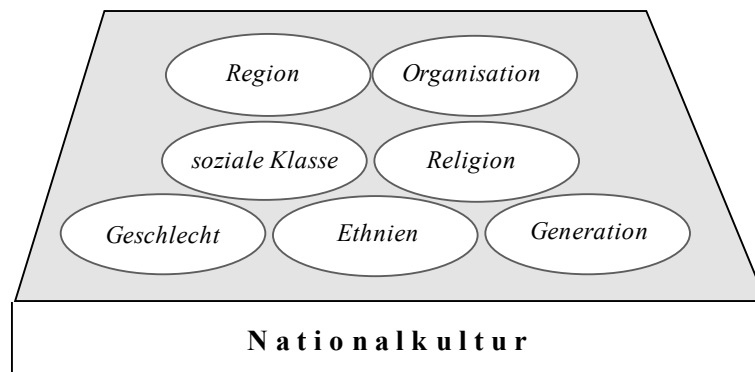 Region
Organisation
soziale Klasse
Religion
Geschlecht
Ethnien
Generation
Nationalkultur